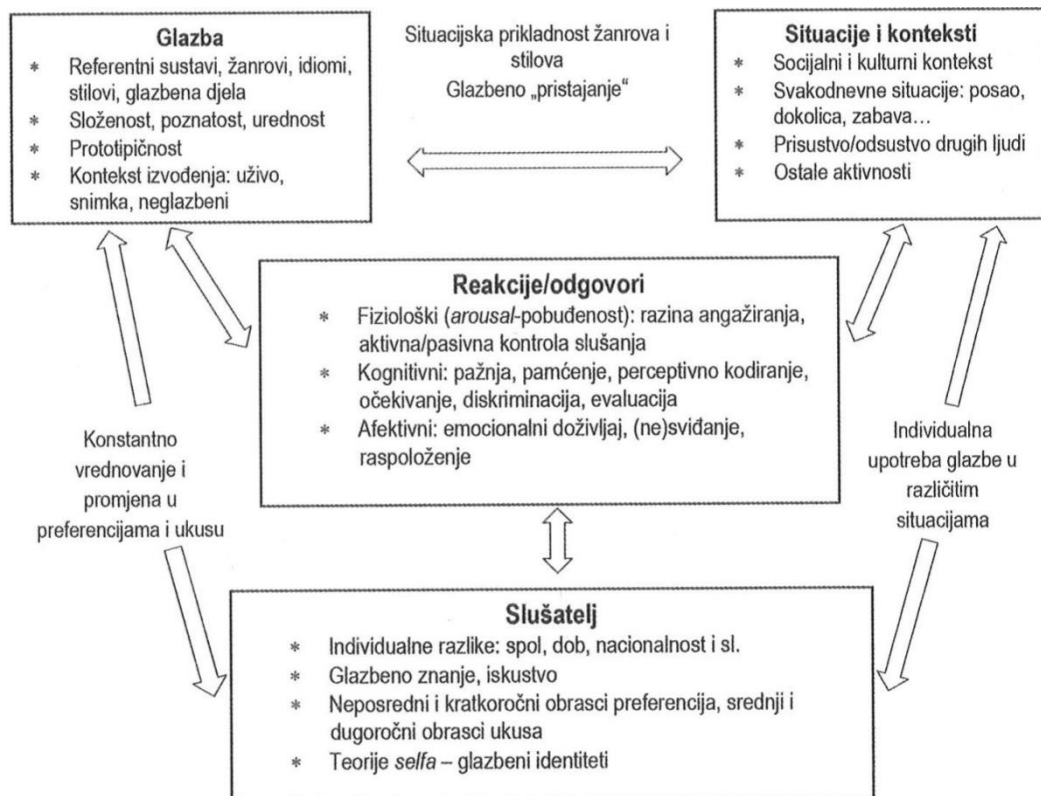 Glazba
* Referentni sustavi, žanrovi, idiomi,
stilovi, glazbena djela
* Složenost, poznatost, urednost
* Prototipičnost
* Kontekst izvođenja: uživo,
snimka, neglazbeni
Situacijska prikladnost žanrova i
stilova
Glazbeno „pristajanje“
Situacije i konteksti
* Socijalni i kulturni kontekst
* Svakodnevne situacije: posao,
dokolica, zabava…
* Prisustvo/odsustvo drugih ljudi
* Ostale aktivnosti
Reakcije/odgovori
* Fiziološki (arousal-pobuđenost): razina angažiranja,
aktivna/pasivna kontrola slušanja
* Kognitivni: pažnja, pamćenje, perceptivno kodiranje,
očekivanje, diskriminacija, evaluacija
* Afektivni: emocionalni doživljaj, (ne)sviđanje,
raspoloženje
Konstantno
vrednovanje i
promjena u
preferencijama i ukusu
Individualna
upotreba glazbe u
različitim
situacijama
Slušatelj
* Individualne razlike: spol, dob, nacionalnost i sl.
* Glazbeno znanje, iskustvo
* Neposredni i kratkoročni obrasci preferencija, srednji i
dugoročni obrasci ukusa
* Teorije selfa – glazbeni identiteti